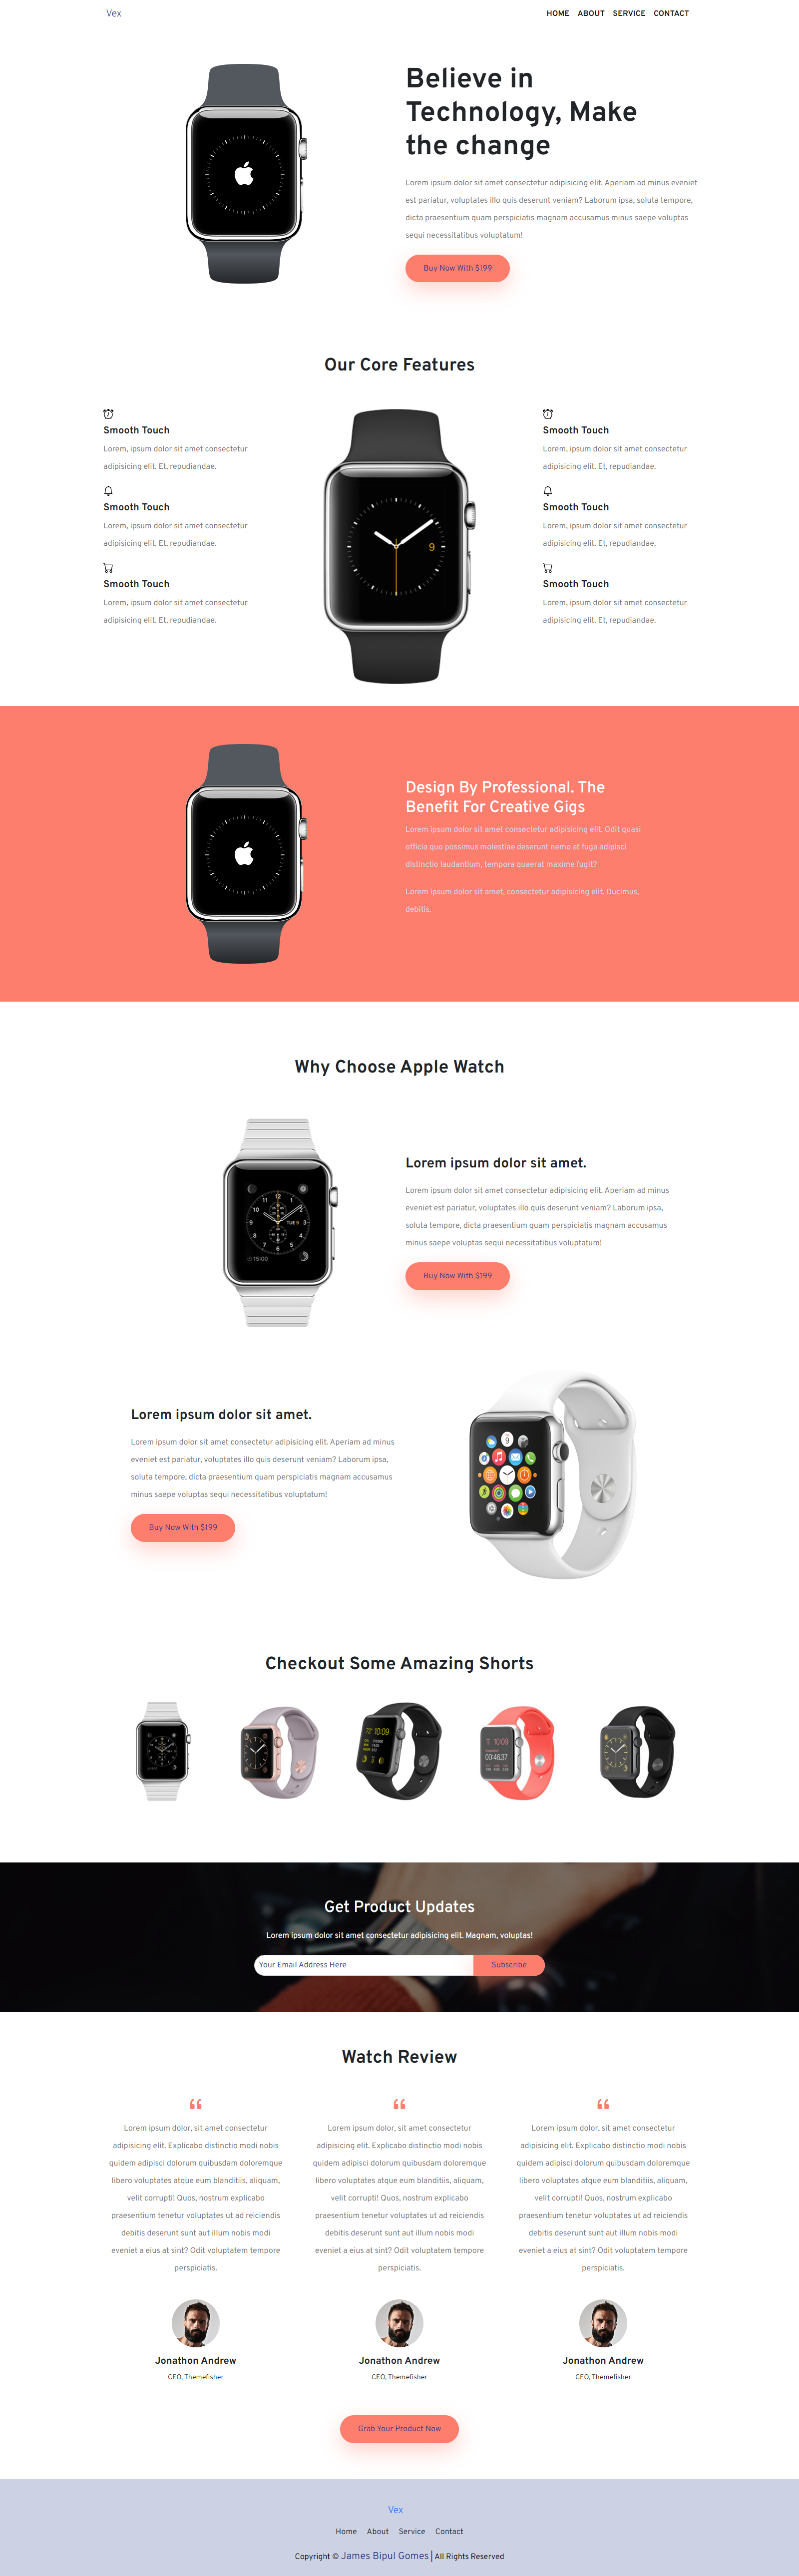 Vex
HOME ABOUT SERVICE CONTACT
Believe in
Technology, Make
the change
Lorem ipsum dolor sit amet consectetur adipisicing elit. Aperiam ad minus eveniet
est pariatur, voluptates illo quis deserunt veniam? Laborum ipsa, soluta tempore,
dicta praesentium quam perspiciatis magnam accusamus minus saepe voluptas
sequi necessitatibus voluptatum!
Buy Now With $199
Our Core Features
Smooth Touch
Lorem, ipsum dolor sit amet consectetur
adipisicing elit. Et, repudiandae.
Smooth Touch
Lorem, ipsum dolor sit amet consectetur
adipisicing elit. Et, repudiandae.
Smooth Touch
Lorem, ipsum dolor sit amet consectetur
adipisicing elit. Et, repudiandae.
9
Smooth Touch
Lorem, ipsum dolor sit amet consectetur
adipisicing elit. Et, repudiandae.
Smooth Touch
Lorem, ipsum dolor sit amet consectetur
adipisicing elit. Et, repudiandae.
Smooth Touch
Lorem, ipsum dolor sit amet consectetur
adipisicing elit. Et, repudiandae.
Design By Professional. The
Benefit For Creative Gigs
Lorem ipsum dolor sit amet consectetur adipisicing elit. Odit quasi
officia quo possimus molestiae deserunt nemo at fuga adipisci
distinctio laudantium, tempora quaerat maxime fugit?
Lorem ipsum dolor sit amet, consectetur adipisicing elit. Ducimus,
debitis.
Why Choose Apple Watch
TUE 9
15:00
Lorem ipsum dolor sit amet.
Lorem ipsum dolor sit amet consectetur adipisicing elit. Aperiam ad minus
eveniet est pariatur, voluptates illo quis deserunt veniam? Laborum ipsa,
soluta tempore, dicta praesentium quam perspiciatis magnam accusamus
minus saepe voluptas sequi necessitatibus voluptatum!
Buy Now With $199
Lorem ipsum dolor sit amet.
Lorem ipsum dolor sit amet consectetur adipisicing elit. Aperiam ad minus
eveniet est pariatur, voluptates illo quis deserunt veniam? Laborum ipsa,
soluta tempore, dicta praesentium quam perspiciatis magnam accusamus
minus saepe voluptas sequi necessitatibus voluptatum!
Buy Now With $199
9
Checkout Some Amazing Shorts
10:09
10:09
00:46.37
Get Product Updates
Lorem ipsum dolor sit amet consectetur adipisicing elit. Magnam, voluptas!
Your Email Address Here
Subscribe
Watch Review
“
Lorem ipsum dolor, sit amet consectetur
adipisicing elit. Explicabo distinctio modi nobis
quidem adipisci dolorum quibusdam doloremque
libero voluptates atque eum blanditiis, aliquam,
velit corrupti! Quos, nostrum explicabo
praesentium tenetur voluptates ut ad reiciendis
debitis deserunt sunt aut illum nobis modi
eveniet a eius at sint? Odit voluptatem tempore
perspiciatis.
Jonathon Andrew
CEO, Themefisher
“
Lorem ipsum dolor, sit amet consectetur
adipisicing elit. Explicabo distinctio modi nobis
quidem adipisci dolorum quibusdam doloremque
libero voluptates atque eum blanditiis, aliquam,
velit corrupti! Quos, nostrum explicabo
praesentium tenetur voluptates ut ad reiciendis
debitis deserunt sunt aut illum nobis modi
eveniet a eius at sint? Odit voluptatem tempore
perspiciatis.
Jonathon Andrew
CEO, Themefisher
“
Lorem ipsum dolor, sit amet consectetur
adipisicing elit. Explicabo distinctio modi nobis
quidem adipisci dolorum quibusdam doloremque
libero voluptates atque eum blanditiis, aliquam,
velit corrupti! Quos, nostrum explicabo
praesentium tenetur voluptates ut ad reiciendis
debitis deserunt sunt aut illum nobis modi
eveniet a eius at sint? Odit voluptatem tempore
perspiciatis.
Jonathon Andrew
CEO, Themefisher
Grab Your Product Now
Vex
Home About Service Contact
Copyright © James Bipul Gomes | All Rights Reserved